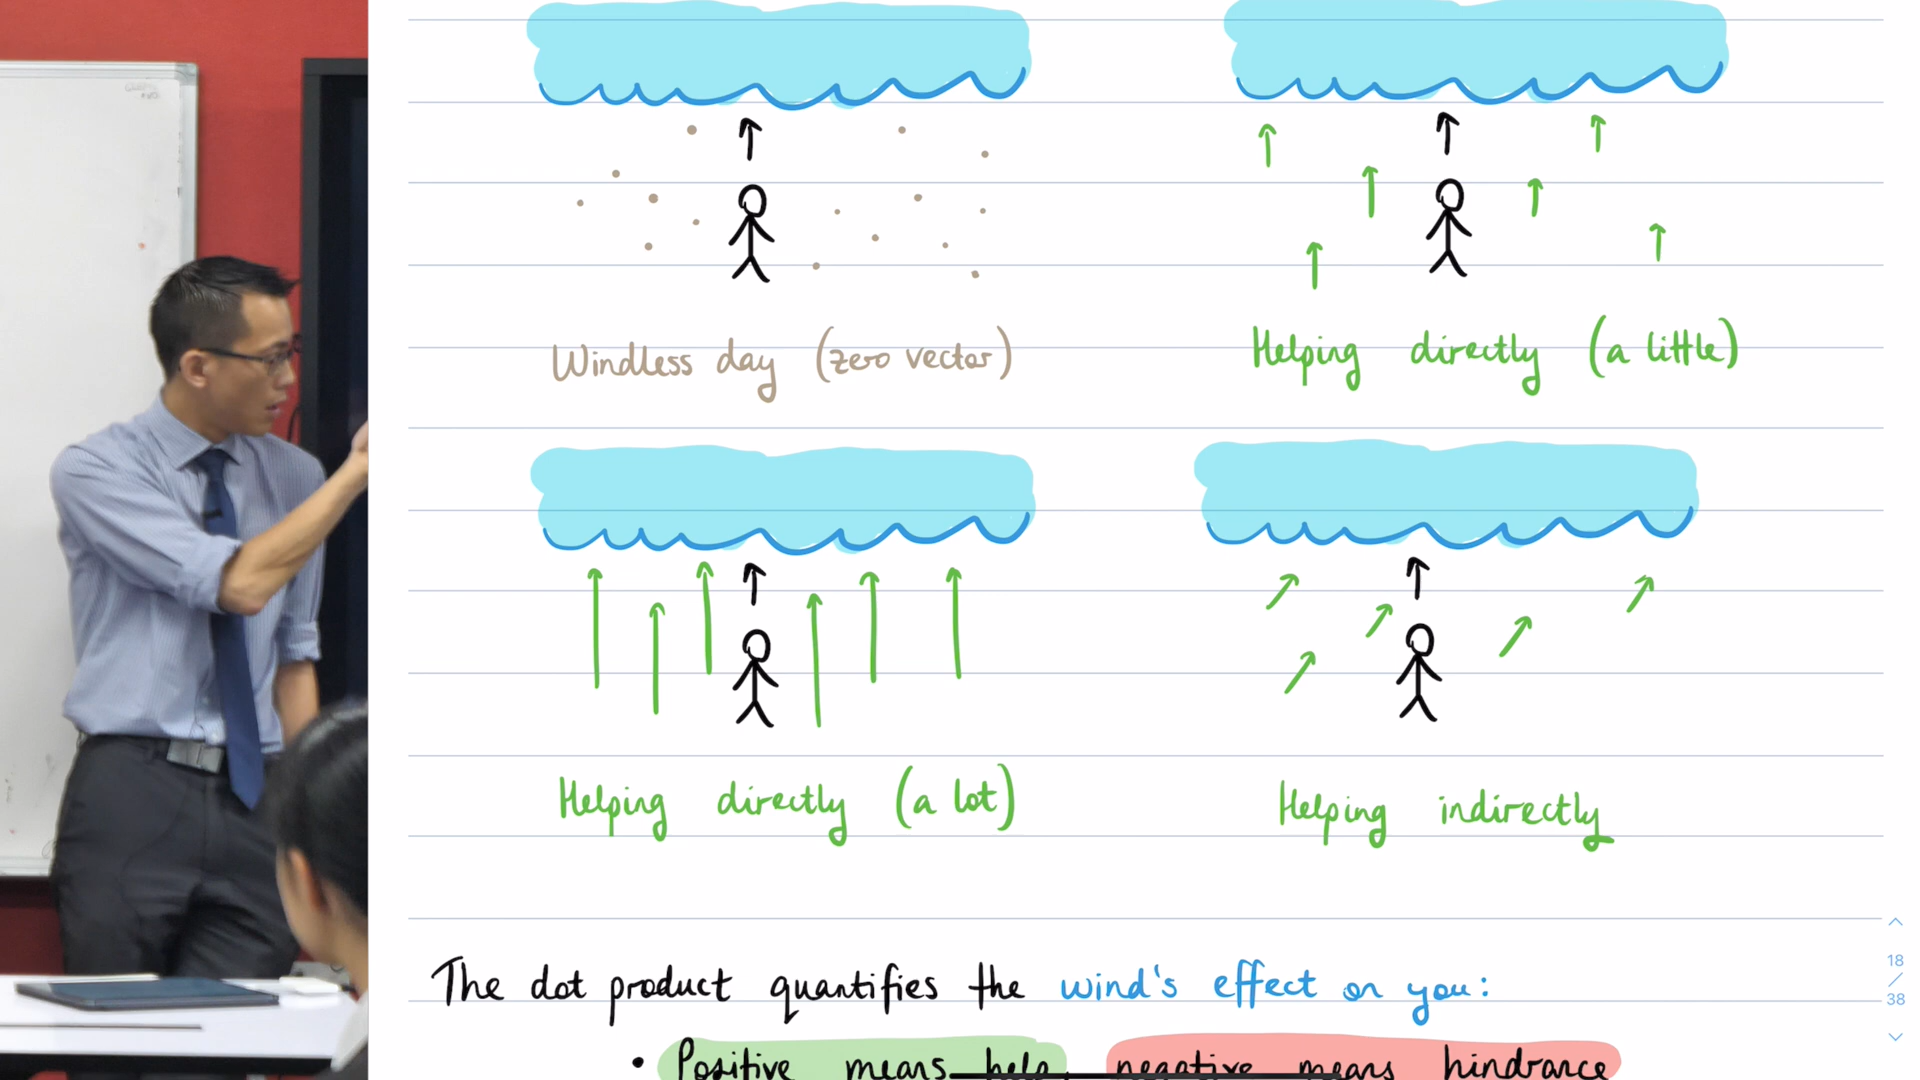 Windless day (zero vector)
Helping directly (a little)
Helping directly (a lot)
Helping indirectly
The dot product quantifies the wind's effect on you:
• Positive means help, negative means hindrance
18
/
38